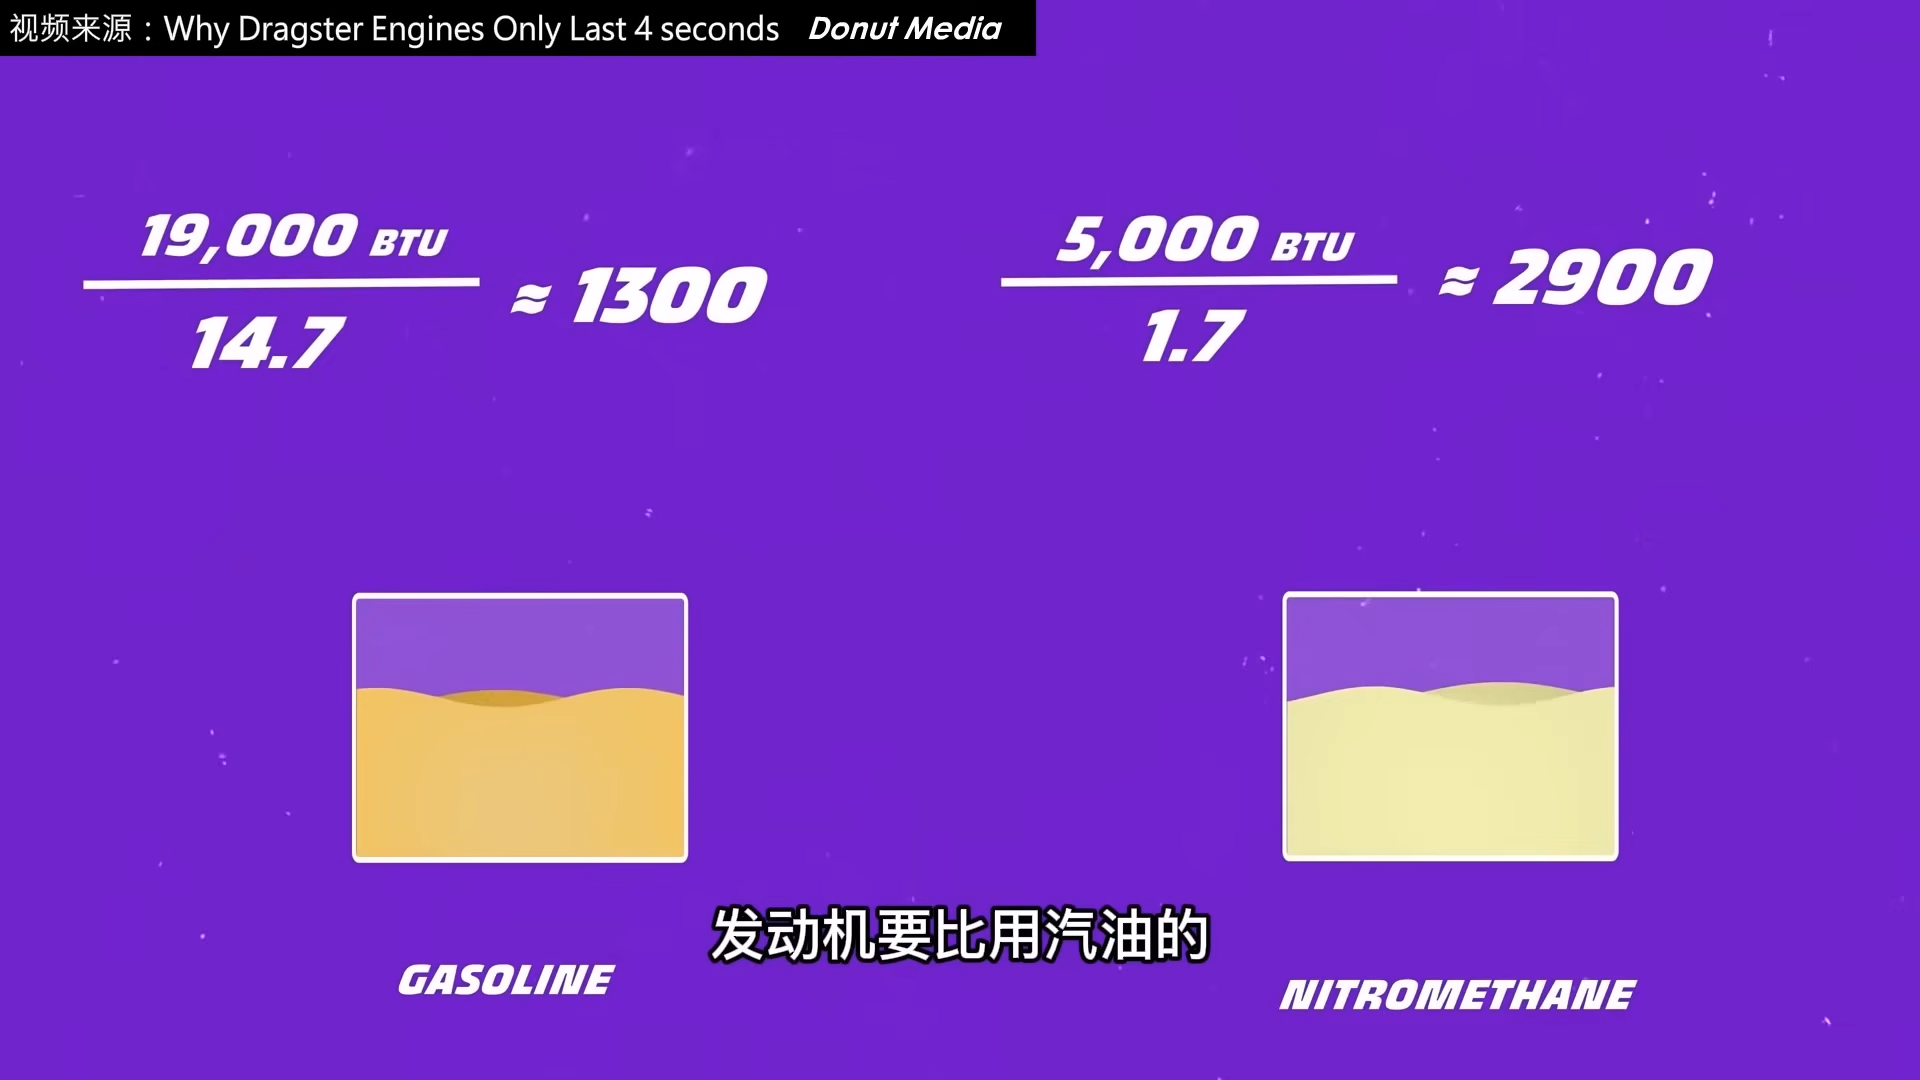 视频来源：Why Dragster Engines Only Last 4 seconds Donut Media
19,000 BTU
14.7
≈ 1300
5,000 BTU
1.7
≈ 2900
发动机要比用汽油的
GASOLINE
NITROMETHANE